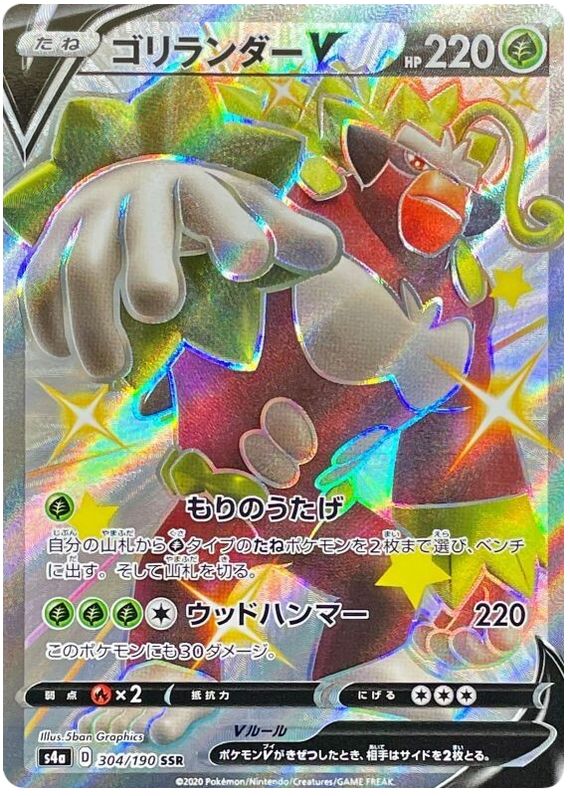 たね ゴリランダーV HP 220
もりのうたげ
自分の山札からタイプのたねポケモンを2枚まで選び、ベンチ
に出す。そして山札を切る。
ウッドハンマー 220
このポケモンにも30ダメージ。
弱点 ×2 抵抗力 にげる
Illus. 5ban Graphics
Vルール
s4a D 304/190 SSR
ポケモンVがきぜつしたとき、相手はサイドを2枚とる。
©2020 Pokémon/Nintendo/Creatures/GAME FREAK.